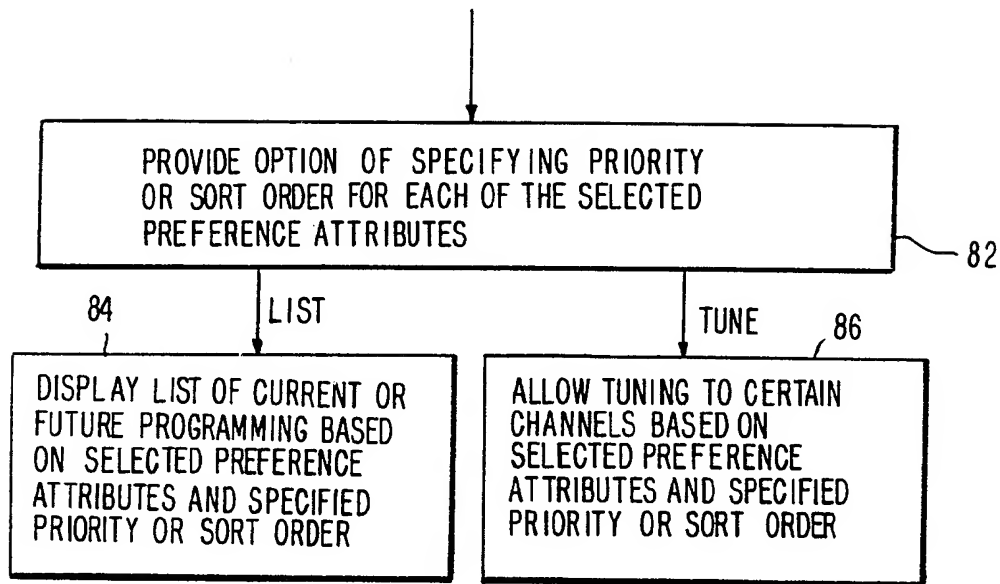 PROVIDE OPTION OF SPECIFYING PRIORITY
OR SORT ORDER FOR EACH OF THE SELECTED
PREFERENCE ATTRIBUTES
82
LIST
TUNE
84
DISPLAY LIST OF CURRENT OR
FUTURE PROGRAMMING BASED
ON SELECTED PREFERENCE
ATTRIBUTES AND SPECIFIED
PRIORITY OR SORT ORDER
86
ALLOW TUNING TO CERTAIN
CHANNELS BASED ON
SELECTED PREFERENCE
ATTRIBUTES AND SPECIFIED
PRIORITY OR SORT ORDER